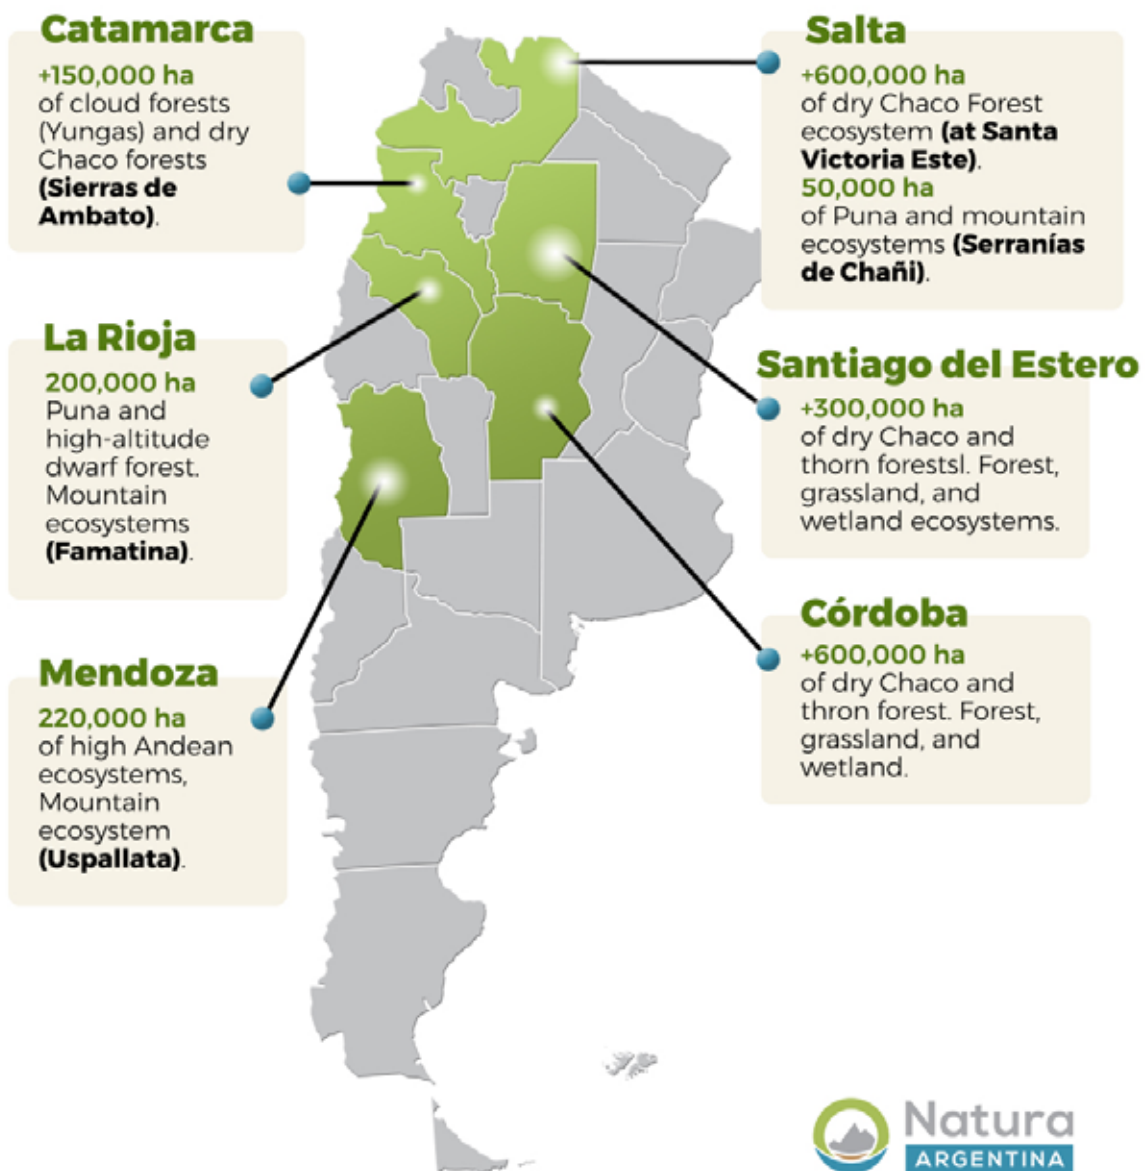 Catamarca
+150,000 ha
of cloud forests
(Yungas) and dry
Chaco forests
(Sierras de
Ambato).
La Rioja
200,000 ha
Puna and
high-altitude
dwarf forest.
Mountain
ecosystems
(Famatina).
Mendoza
220,000 ha
of high Andean
ecosystems,
Mountain
ecosystem
(Uspallata).
Salta
+600,000 ha
of dry Chaco Forest
ecosystem (at Santa
Victoria Este).
50,000 ha
of Puna and mountain
ecosystems (Serranías
de Chañi).
Santiago del Estero
+300,000 ha
of dry Chaco and
thorn forestsl. Forest,
grassland, and
wetland ecosystems.
Córdoba
+600,000 ha
of dry Chaco and
thron forest. Forest,
grassland, and
wetland.
Natura
ARGENTINA